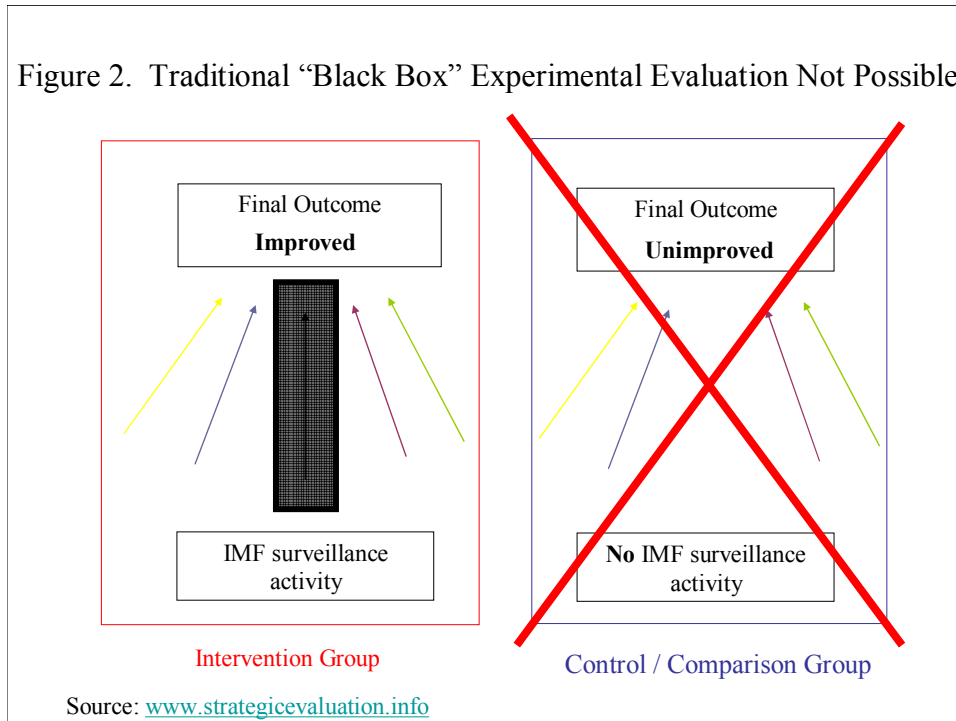 Figure 2.  Traditional “Black Box” Experimental Evaluation Not Possible
Final Outcome
Improved
IMF surveillance
activity
Intervention Group
Final Outcome
Unimproved
No IMF surveillance
activity
Control / Comparison Group
Source: www.strategicevaluation.info